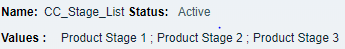 Name: CC_Stage_List Status: Active
Values : Product Stage 1 ; Product Stage 2 ; Product Stage 3